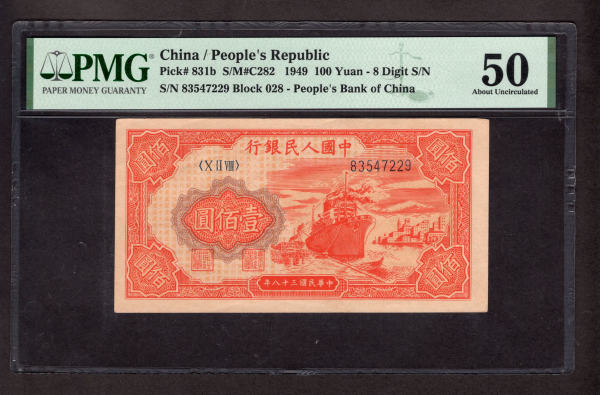 PMG
PAPER MONEY GUARANTY
China / People's Republic
Pick# 831b S/M#C282 1949 100 Yuan - 8 Digit S/N
S/N 83547229 Block 028 - People's Bank of China
50
About Uncirculated
行銀民人國中
〈X II VIII〉
83547229
佰圓
佰圓
圓佰壹
佰圓
佰圓
年八十三國民華中